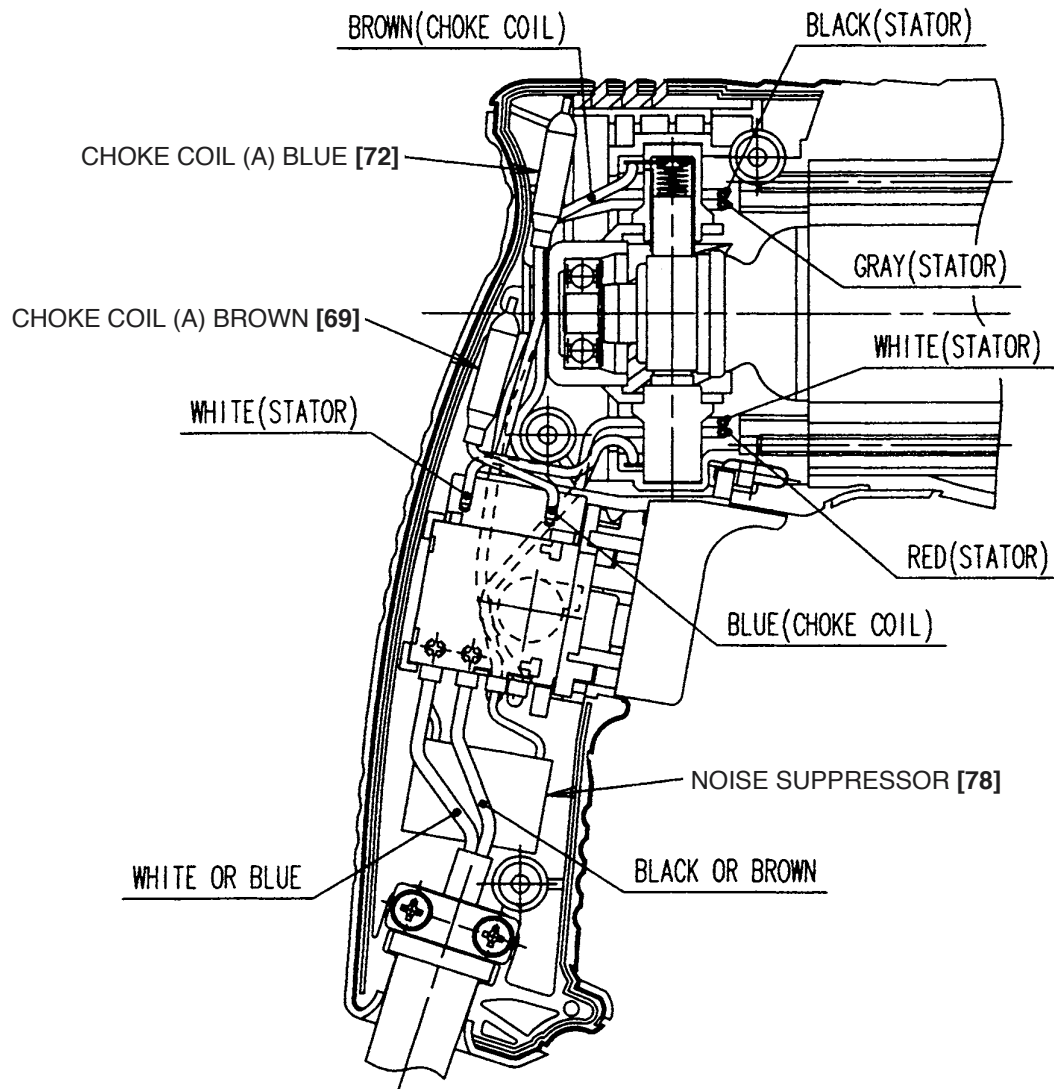 BROWN(CHOKE COIL)
BLACK(STATOR)
CHOKE COIL (A) BLUE [72]
GRAY(STATOR)
CHOKE COIL (A) BROWN [69]
WHITE(STATOR)
WHITE(STATOR)
RED(STATOR)
BLUE(CHOKE COIL)
NOISE SUPPRESSOR [78]
WHITE OR BLUE
BLACK OR BROWN